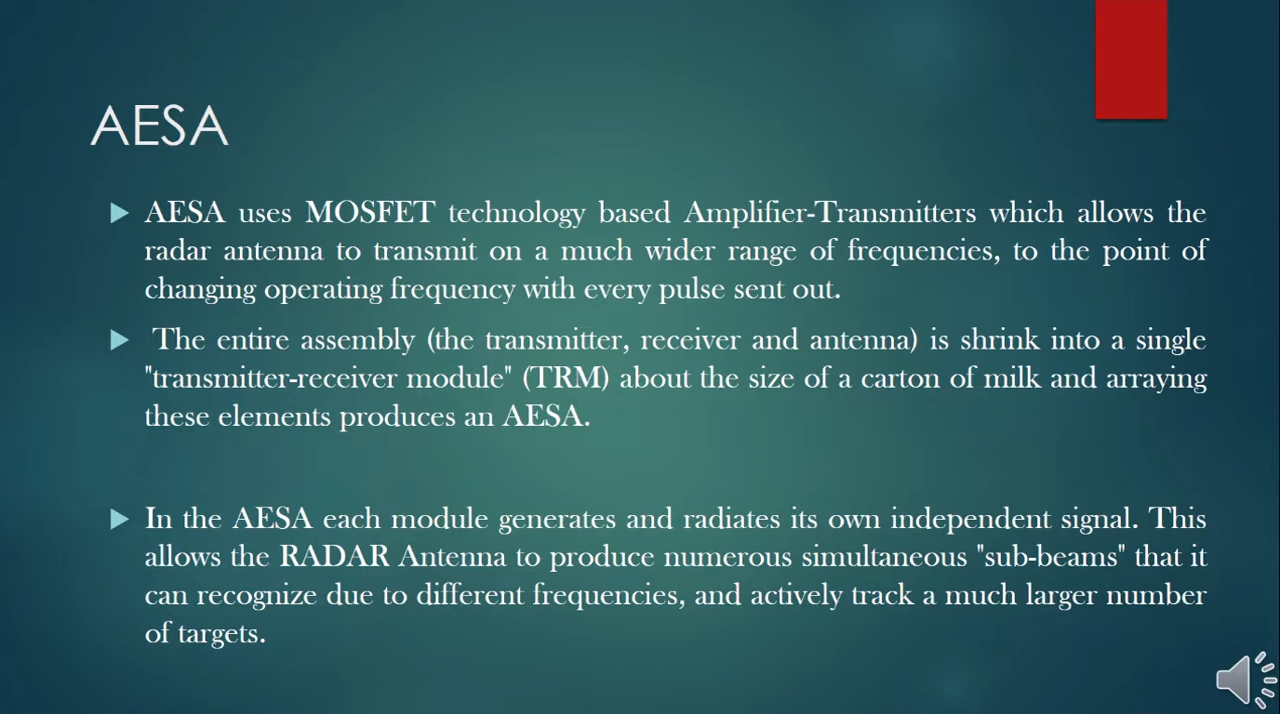 AESA
AESA uses MOSFET technology based Amplifier-Transmitters which allows the
radar antenna to transmit on a much wider range of frequencies, to the point of
changing operating frequency with every pulse sent out.
The entire assembly (the transmitter, receiver and antenna) is shrink into a single
"transmitter-receiver module" (TRM) about the size of a carton of milk and arraying
these elements produces an AESA.
In the AESA each module generates and radiates its own independent signal. This
allows the RADAR Antenna to produce numerous simultaneous "sub-beams" that it
can recognize due to different frequencies, and actively track a much larger number
of targets.